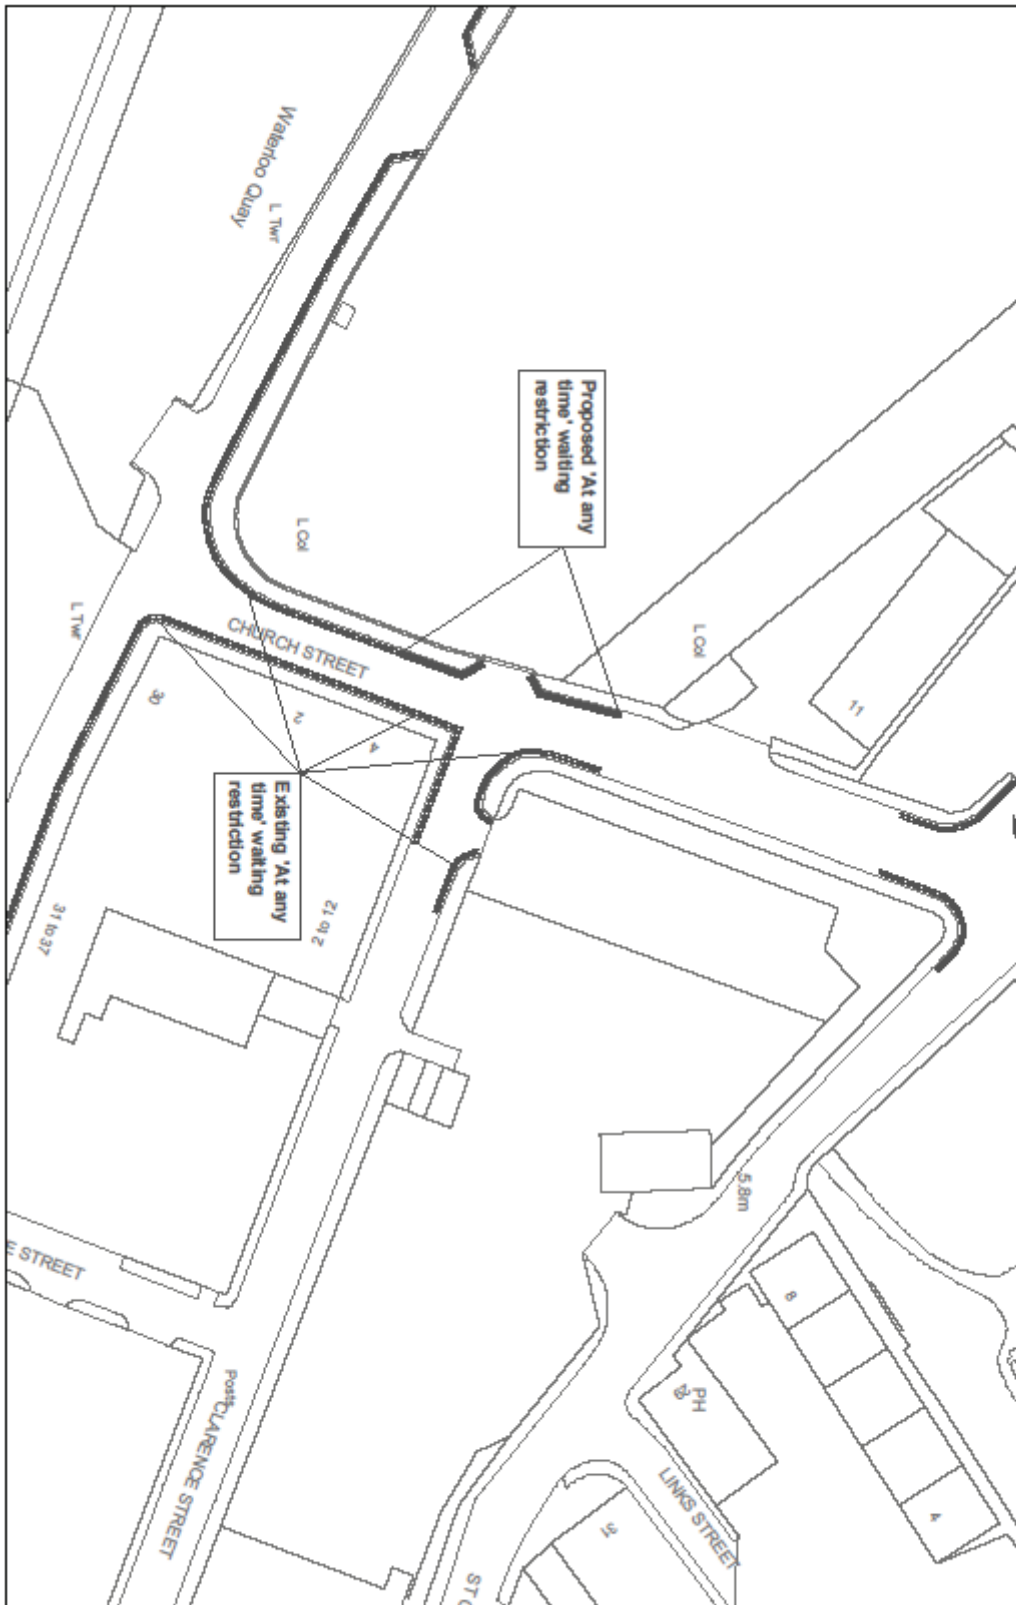 Waterloo Quay
L Twr
Proposed 'At any
time' waiting
restriction
L Col
L Col
11
L Twr
CHURCH STREET
30
2
4
Existing 'At any
time' waiting
restriction
2 to 12
31 to 37
5.8m
E STREET
8
Posts
PH
CLARENCE STREET
LINKS STREET
4
31